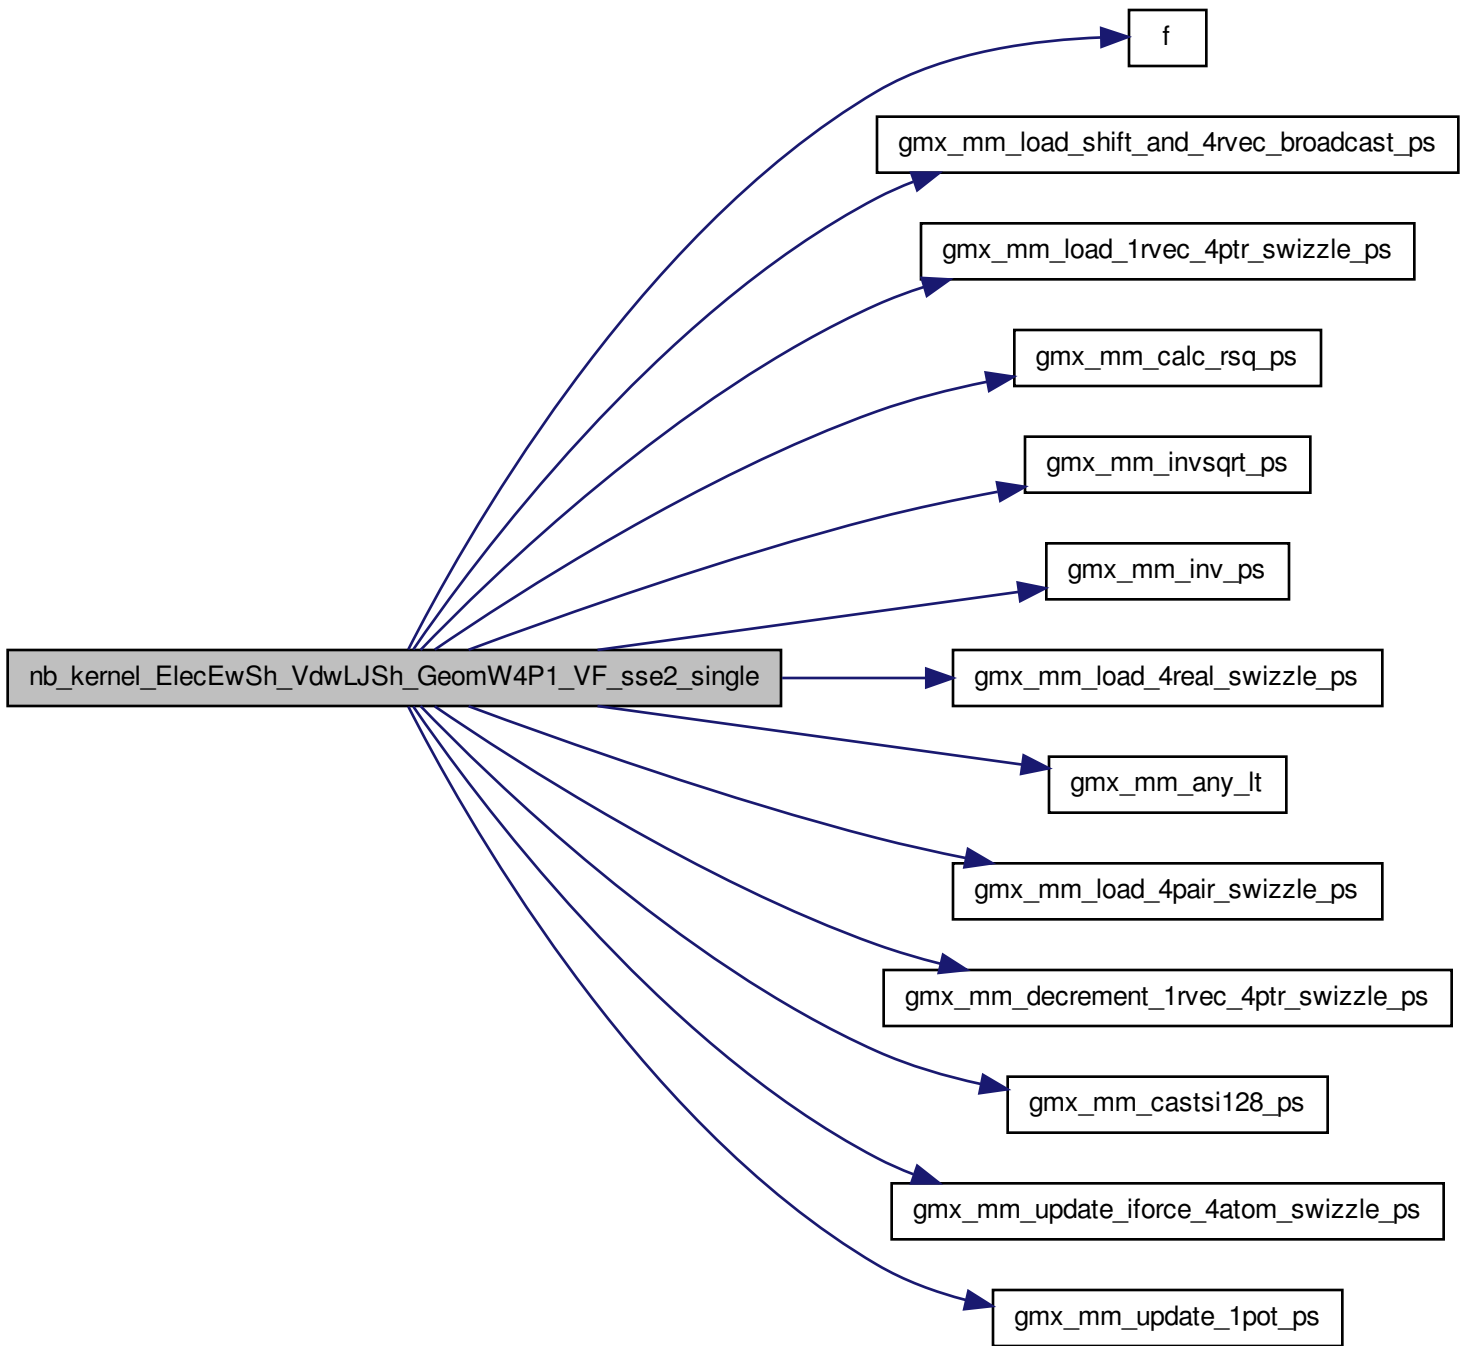 f
gmx_mm_load_shift_and_4rvec_broadcast_ps
gmx_mm_load_1rvec_4ptr_swizzle_ps
gmx_mm_calc_rsq_ps
gmx_mm_invsqrt_ps
gmx_mm_inv_ps
nb_kernel_ElecEwSh_VdwLJSh_GeomW4P1_VF_sse2_single
gmx_mm_load_4real_swizzle_ps
gmx_mm_any_lt
gmx_mm_load_4pair_swizzle_ps
gmx_mm_decrement_1rvec_4ptr_swizzle_ps
gmx_mm_castsi128_ps
gmx_mm_update_iforce_4atom_swizzle_ps
gmx_mm_update_1pot_ps